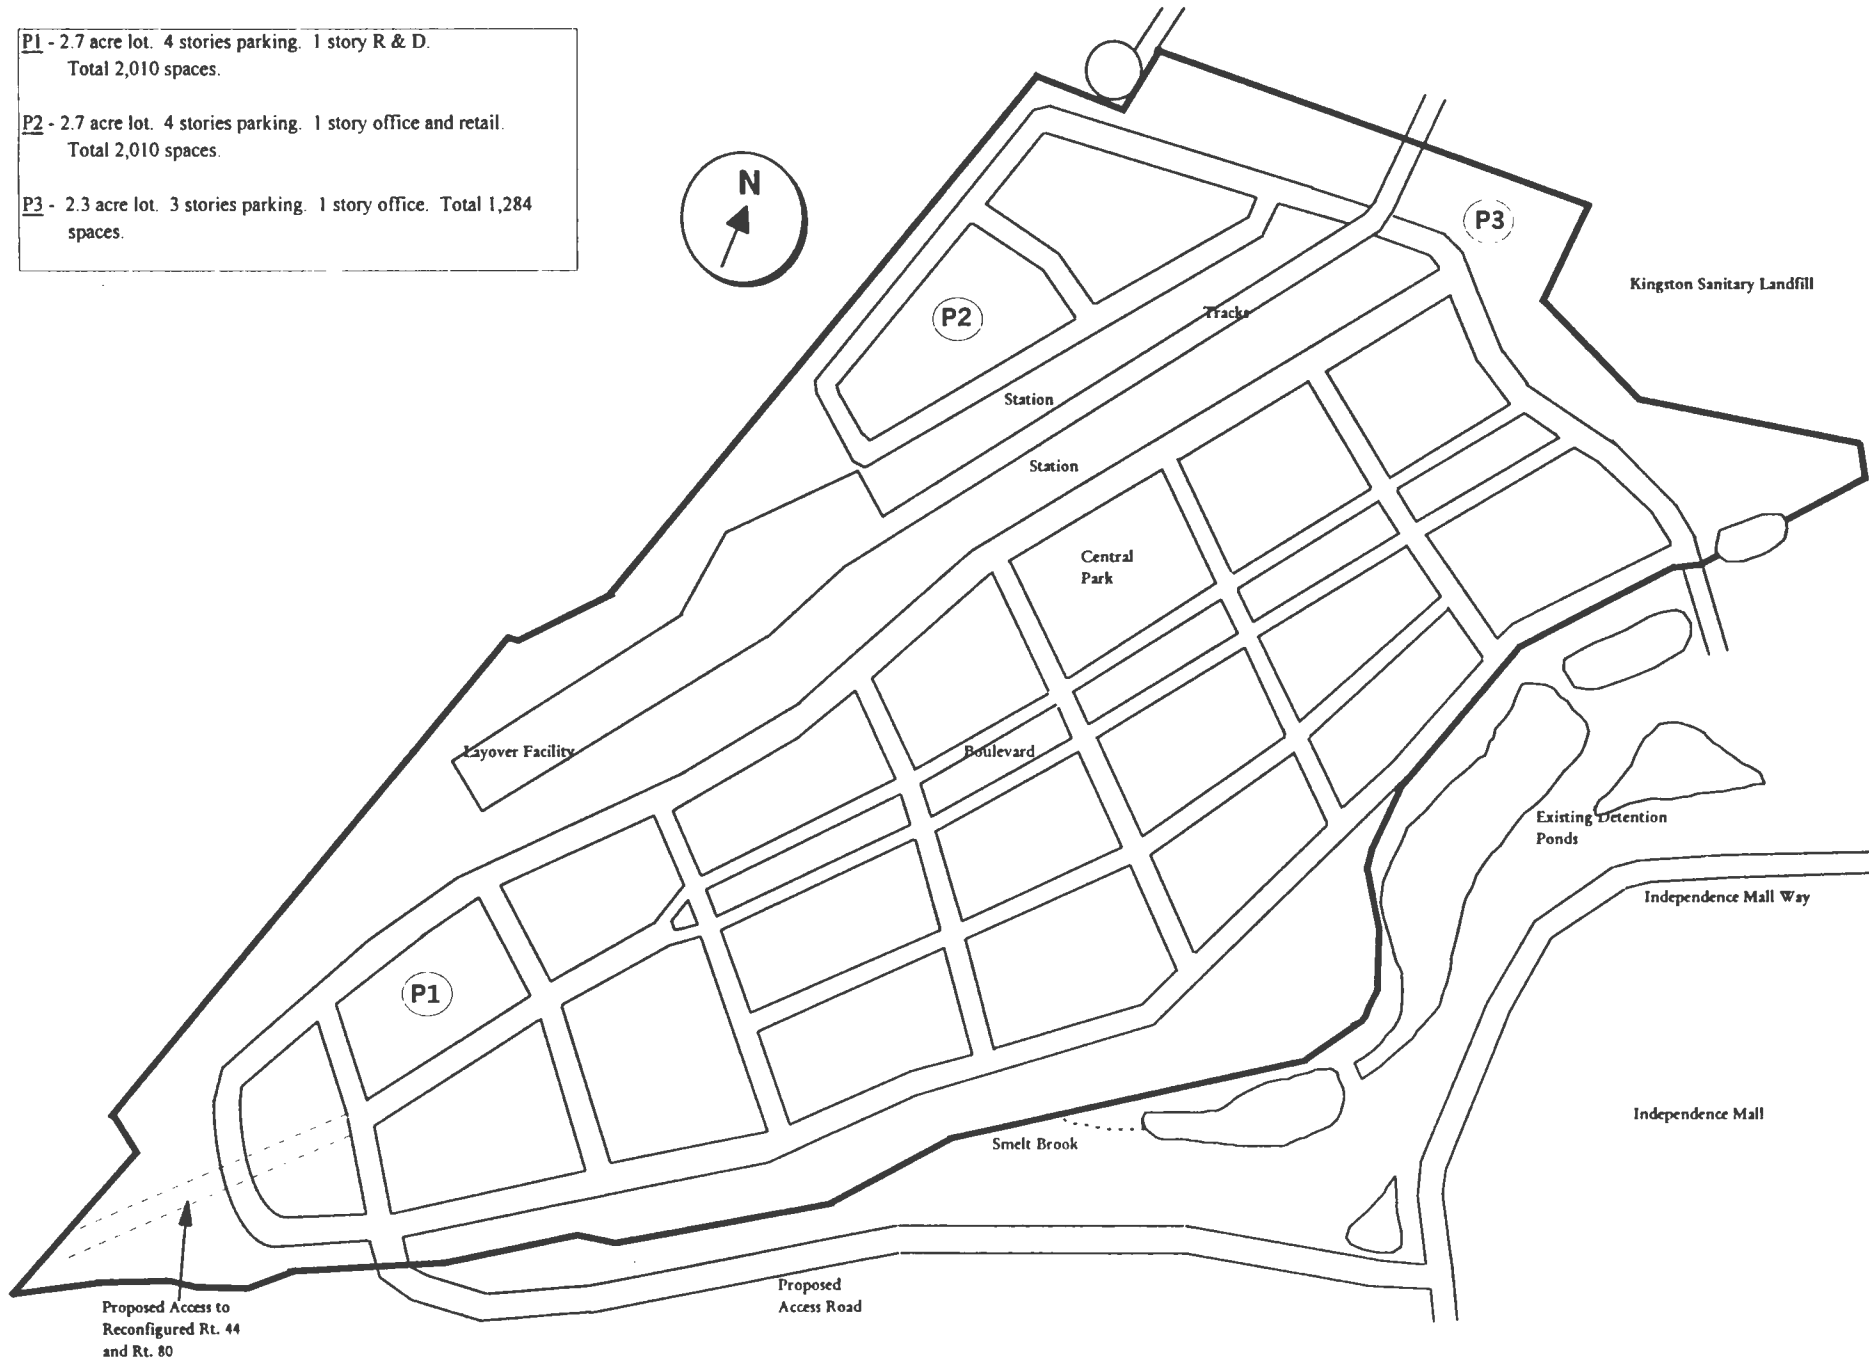 P1 - 2.7 acre lot. 4 stories parking. 1 story R & D.
Total 2,010 spaces.
P2 - 2.7 acre lot. 4 stories parking. 1 story office and retail.
Total 2,010 spaces.
P3 - 2.3 acre lot. 3 stories parking. 1 story office. Total 1,284
spaces.
N
P3
Kingston Sanitary Landfill
P2
Tracks
Station
Station
Central
Park
Layover Facility
Boulevard
Existing Detention
Ponds
Independence Mall Way
P1
Independence Mall
Smelt Brook
Proposed
Access Road
Proposed Access to
Reconfigured Rt. 44
and Rt. 80